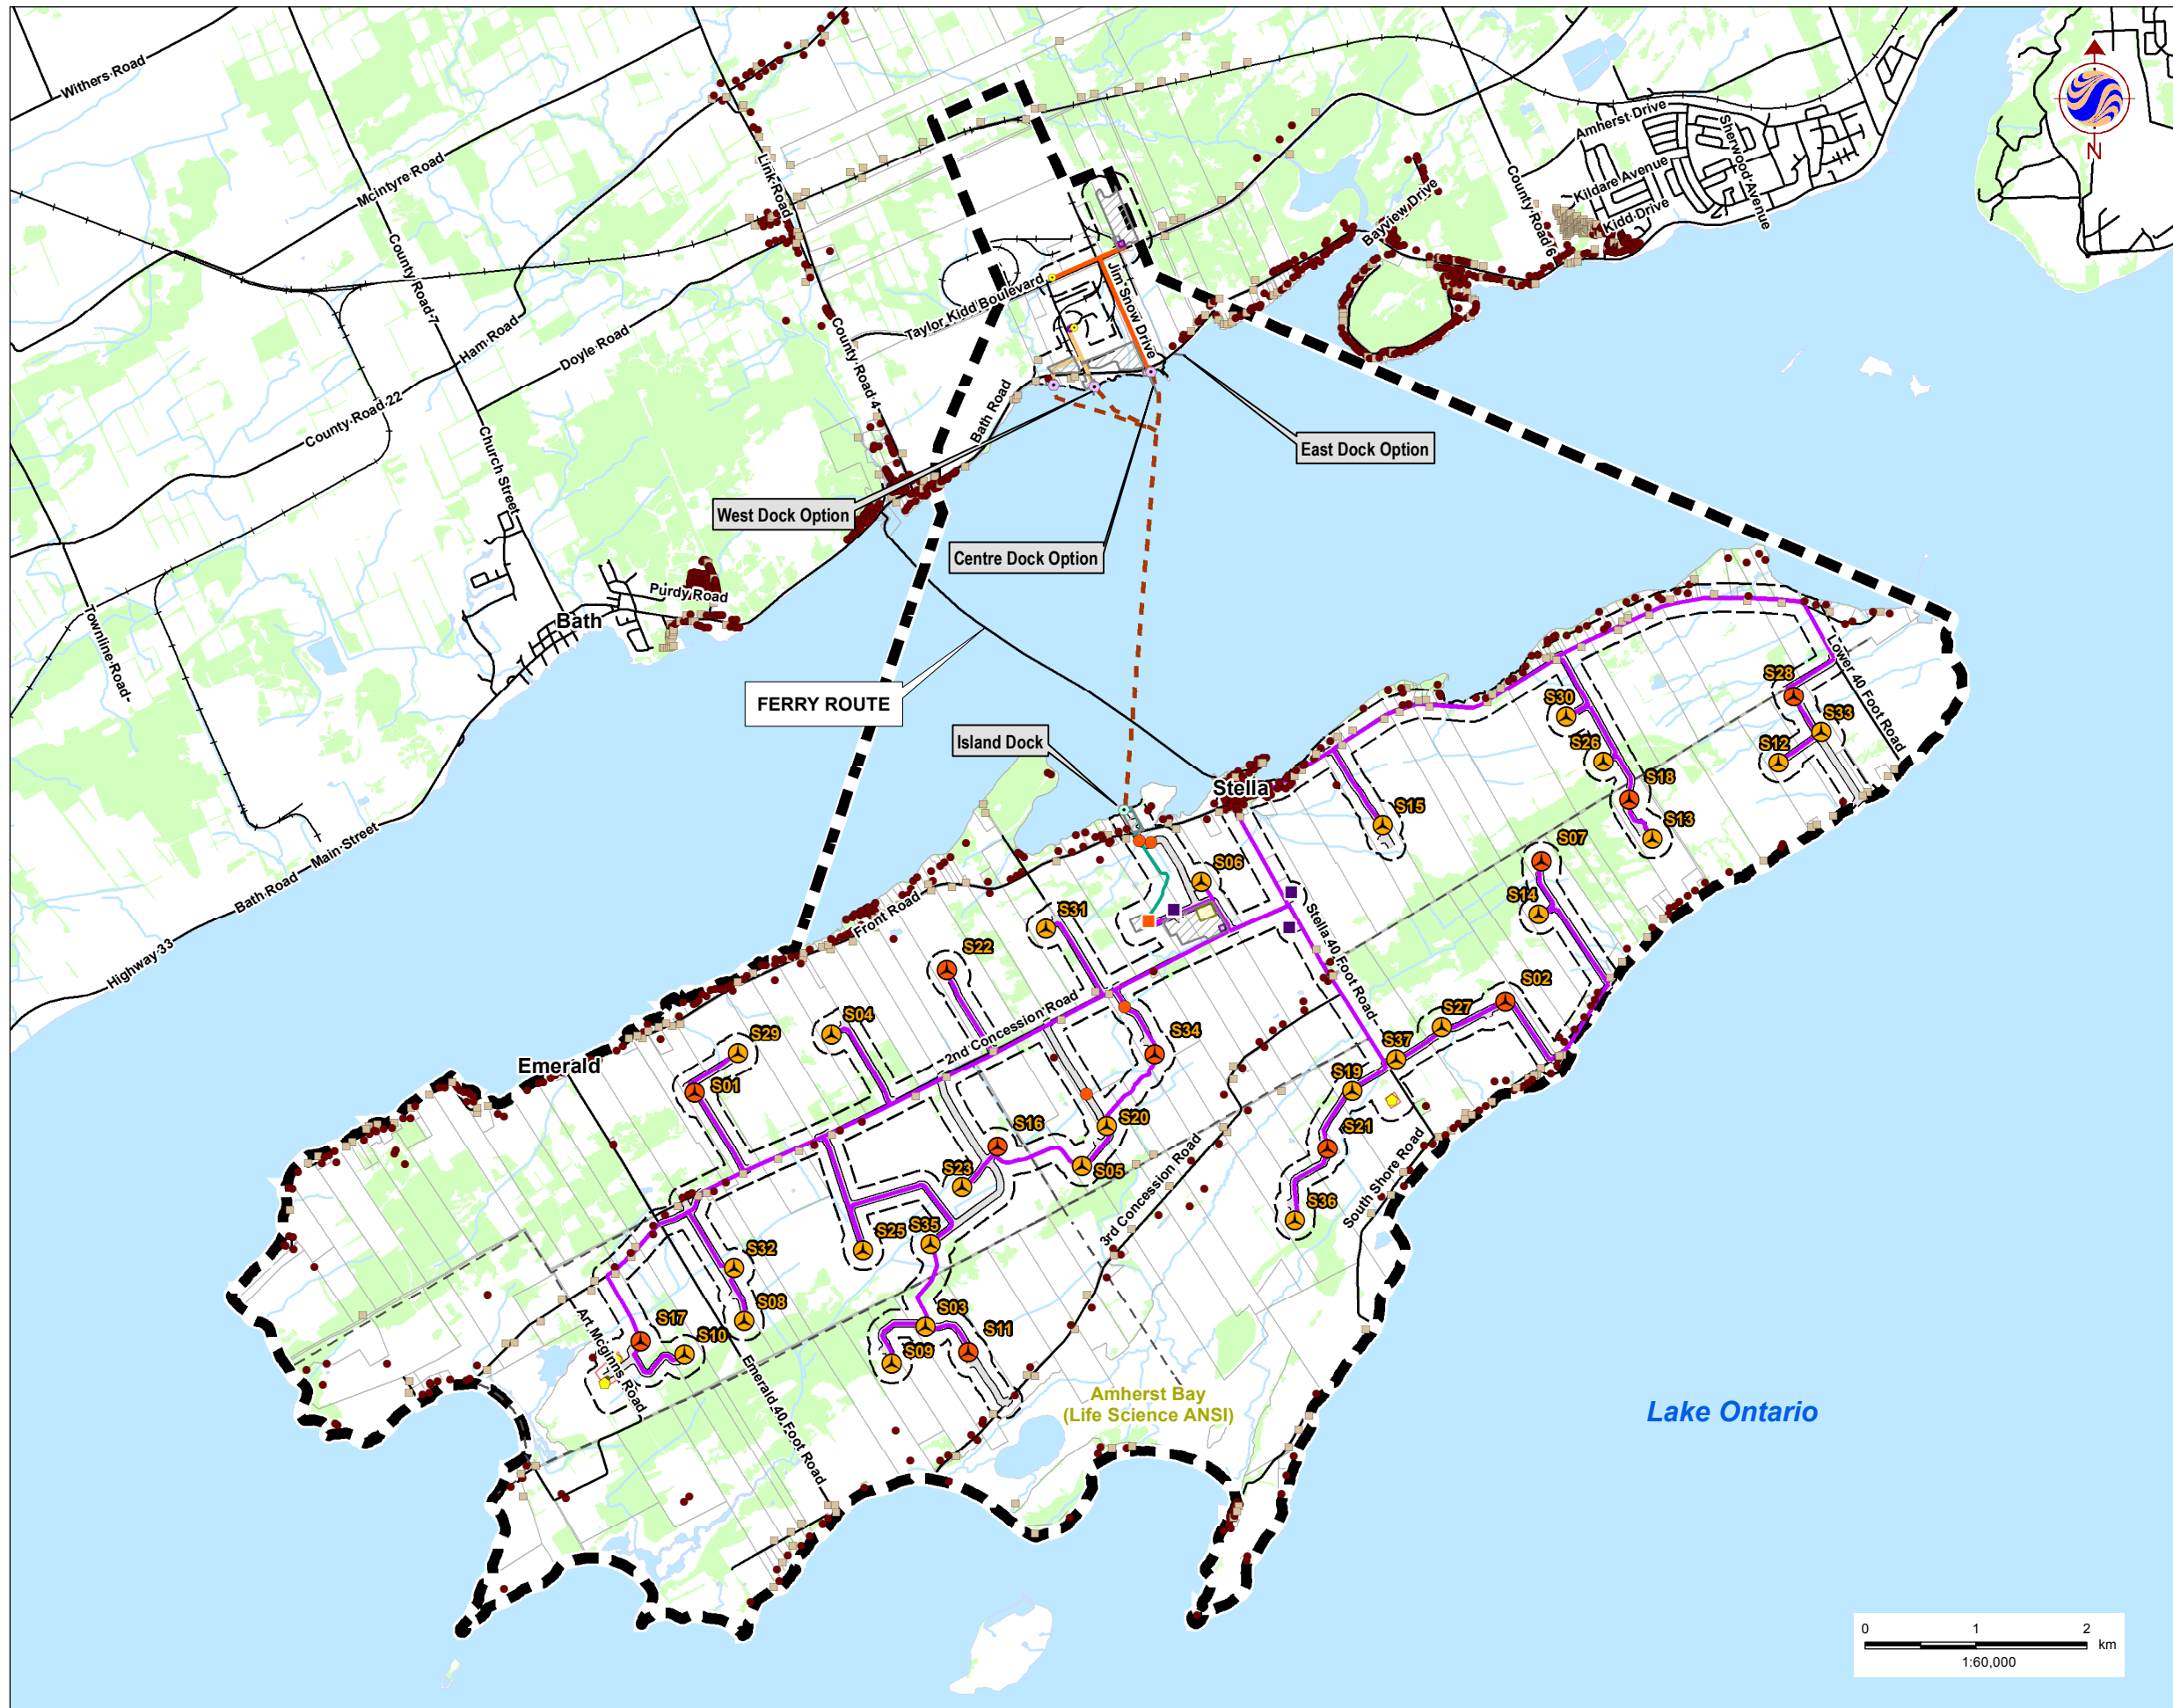 Withers Road
McIntyre Road
Link Road
County Road 7
County Road 6
Amherst Drive
Sherwood Avenue
Kildare Avenue
Kidd Drive
Bayview Drive
N
Jim Snow Drive
Taylor Kidd Boulevard
Ham Road
Doyle Road
County Road 4
County Road 22
Church Street
Bath Road
East Dock Option
West Dock Option
Centre Dock Option
Purdy Road
Bath
Townline Road
FERRY ROUTE
Island Dock
Stella
Lower 40 Foot Road
S28
S30
S33
S26
S12
S18
S15
S13
S07
S06
S14
Main Street
Bath Road
Highway 33
Front Road
S31
Stella 40 Foot Road
S22
S02
S27
2nd Concession Road
S04
S29
S34
S37
Emerald
S01
S19
S16
S20
S21
S23
S05
3rd Concession Road
S36
South Shore Road
S25
S35
S32
S08
S03
S17
S10
S11
S09
Art Mcginns Road
Emerald 40 Foot Road
Amherst Bay
(Life Science ANSI)
Lake Ontario
0 1 2
km
1:60,000